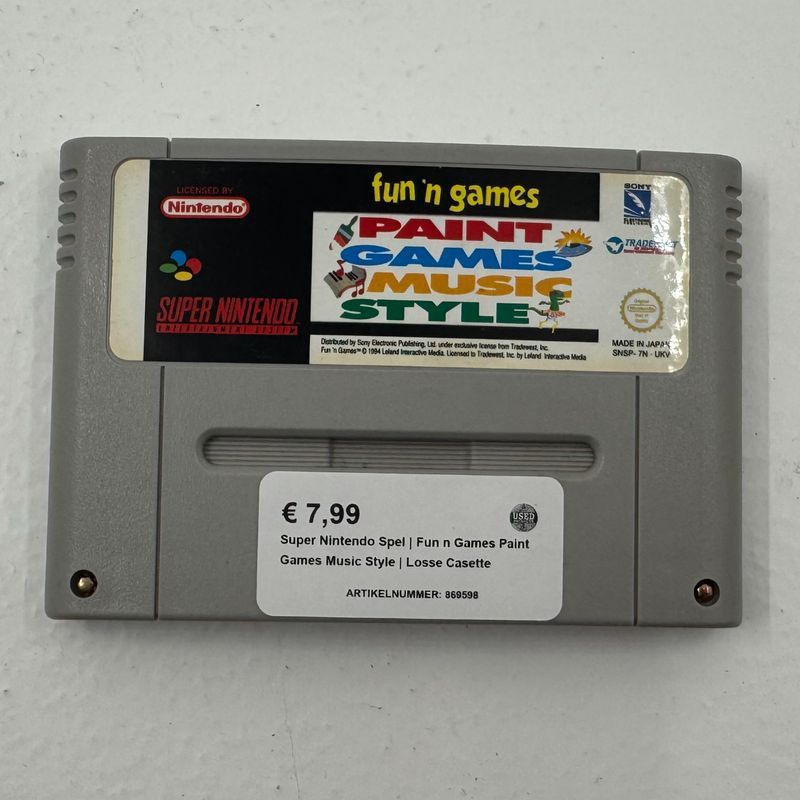 LICENSED BY
Nintendo
SUPER NINTENDO
ENTERTAINMENT SYSTEM
fun 'n games
PAINT
GAMES
MUSIC
STYLE
Distributed by Sony Electronic Publishing, Ltd. under exclusive license from Tradewest, Inc.
Fun 'n Games™ © 1994 Leland Interactive Media. Licensed to Tradewest, Inc. by Leland Interactive Media
SONY
TRADEWEST
Original
Nintendo
MADE IN JAPAN
SNSP- 7N · UKV
€ 7,99
USED
Super Nintendo Spel | Fun n Games Paint
Games Music Style | Losse Casette
ARTIKELNUMMER: 869598